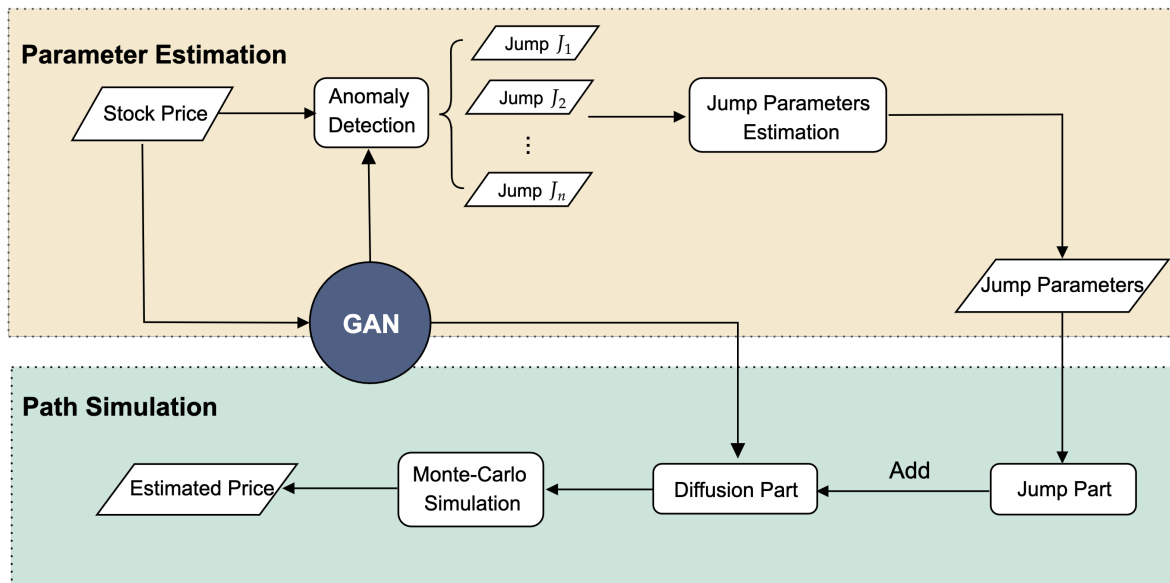 Parameter Estimation
Stock Price
Anomaly
Detection
Jump J₁
Jump J₂
⋮
Jump Jₙ
Jump Parameters
Estimation
Jump Parameters
GAN
Path Simulation
Estimated Price
Monte-Carlo
Simulation
Diffusion Part
Add
Jump Part